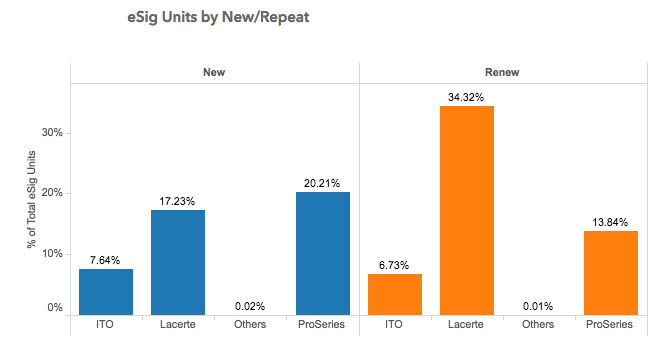 eSig Units by New/Repeat
New Renew
34.32%
30%
20.21%
20%
17.23%
13.84%
10%
7.64%
6.73%
0.02% 0.01%
0%
% of Total eSig Units
ITO Lacerte Others ProSeries ITO Lacerte Others ProSeries